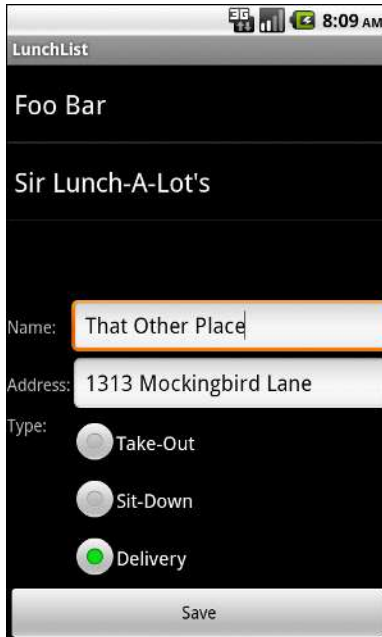 3G 8:09 AM
LunchList
Foo Bar
Sir Lunch-A-Lot's
Name: That Other Place
Address: 1313 Mockingbird Lane
Type:
Take-Out
Sit-Down
Delivery
Save